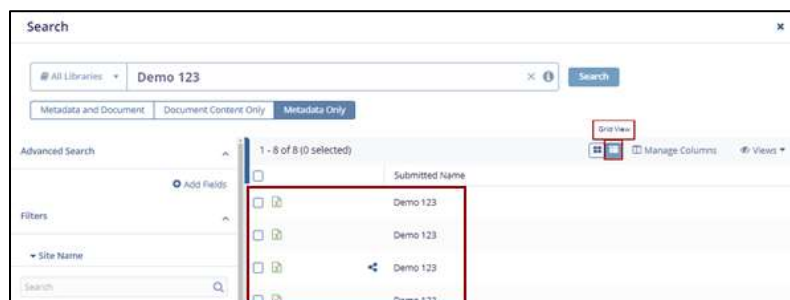 Search
All Libraries Demo 123 Search
Metadata and Document Document Content Only Metadata Only
Grid View
Advanced Search 1 - 8 of 8 (0 selected) Manage Columns Views
Submitted Name
Add Fields
Demo 123
Filters
Demo 123
Site Name
Demo 123
Search
Demo 123